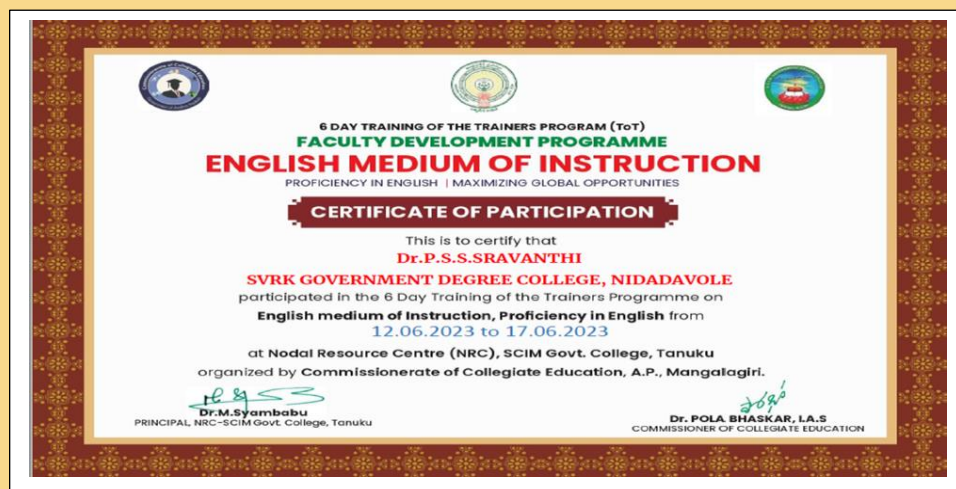 6 DAY TRAINING OF THE TRAINERS PROGRAM (ToT)
FACULTY DEVELOPMENT PROGRAMME
ENGLISH MEDIUM OF INSTRUCTION
PROFICIENCY IN ENGLISH | MAXIMIZING GLOBAL OPPORTUNITIES
CERTIFICATE OF PARTICIPATION
This is to certify that
Dr.P.S.S.SRAVANTHI
SVRK GOVERNMENT DEGREE COLLEGE, NIDADAVOLE
participated in the 6 Day Training of the Trainers Programme on
English medium of Instruction, Proficiency in English from
12.06.2023 to 17.06.2023
at Nodal Resource Centre (NRC), SCIM Govt. College, Tanuku
organized by Commissionerate of Collegiate Education, A.P., Mangallagiri.
Dr.M.Syambabu
PRINCIPAL, NRC-SCIM Govt. College, Tanuku
Dr. POLA BHASKAR, I.A.S
COMMISSIONER OF COLLEGIATE EDUCATION